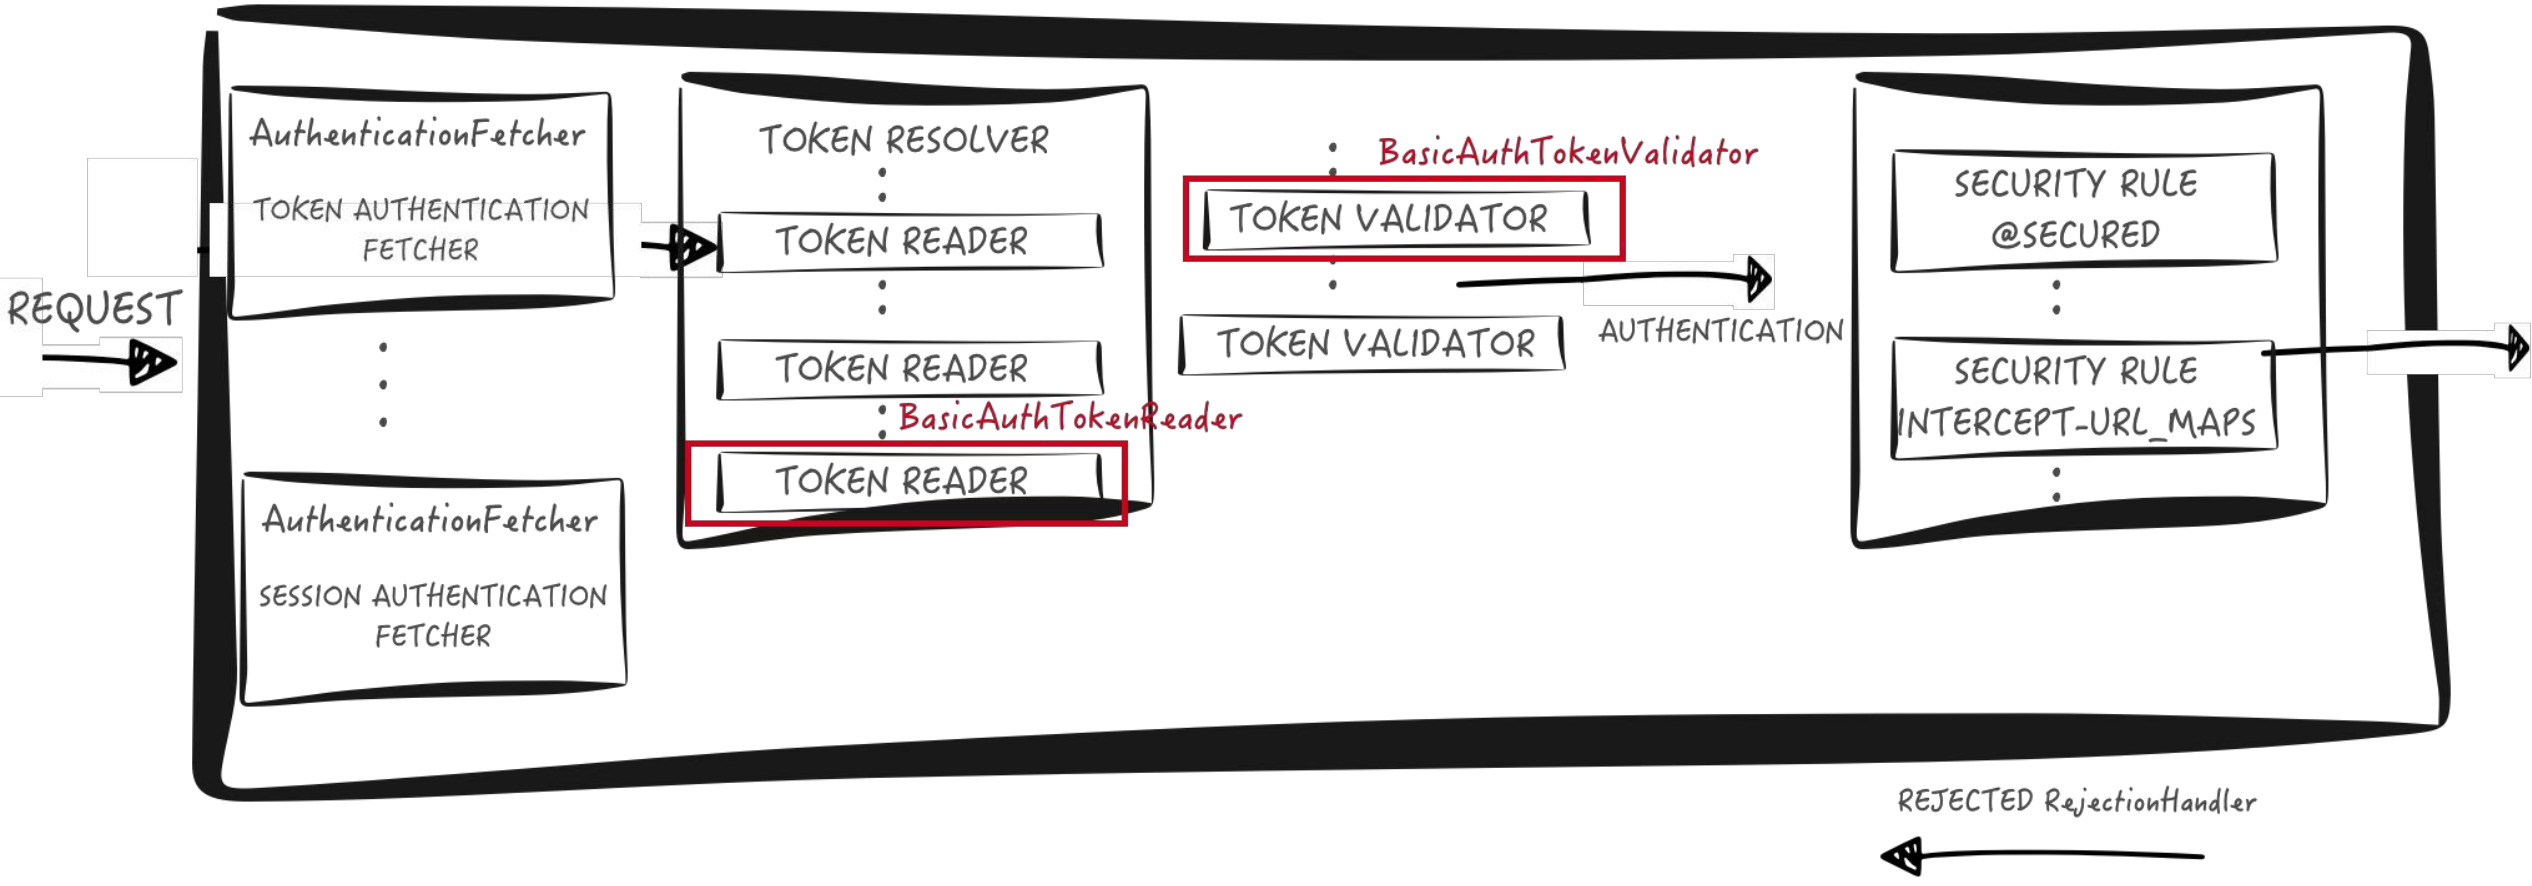 REQUEST
AuthenticationFetcher
TOKEN AUTHENTICATION
FETCHER
AuthenticationFetcher
SESSION AUTHENTICATION
FETCHER
TOKEN RESOLVER
TOKEN READER
TOKEN READER
BasicAuthTokenReader
TOKEN READER
BasicAuthTokenValidator
TOKEN VALIDATOR
TOKEN VALIDATOR
AUTHENTICATION
SECURITY RULE
@SECURED
SECURITY RULE
INTERCEPT-URL_MAPS
REJECTED RejectionHandler